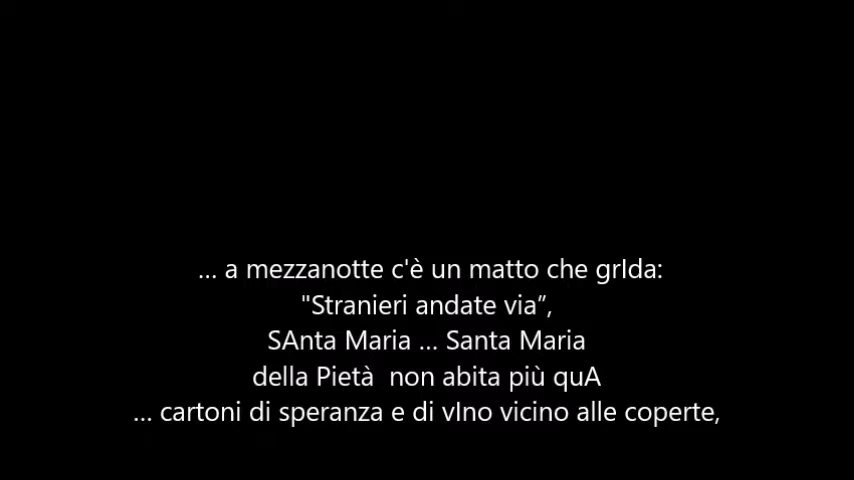 ... a mezzanotte c'è un matto che grIda:
"Stranieri andate via”,
SAnta Maria ... Santa Maria
della Pietà  non abita più quA
... cartoni di speranza e di vIno vicino alle coperte,